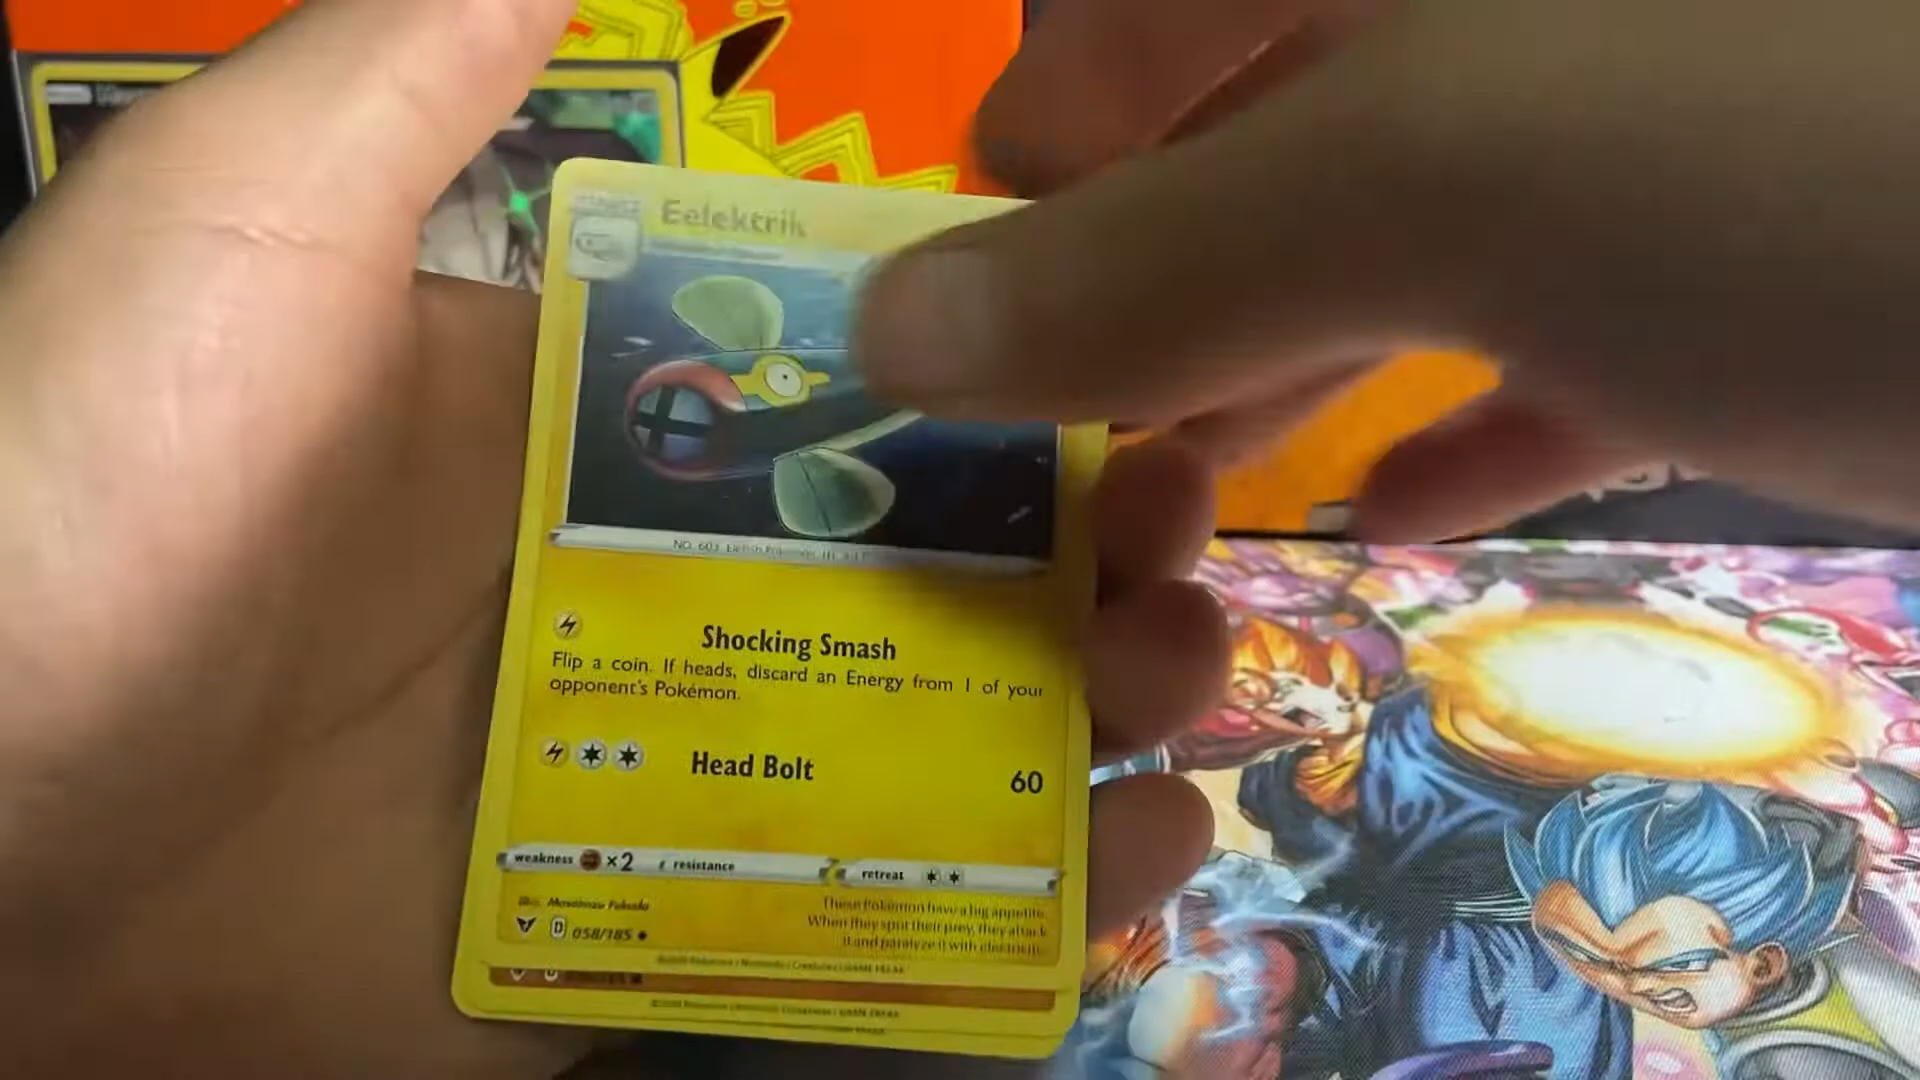 Eelektrik
NO. 603
Shocking Smash
Flip a coin. If heads, discard an Energy from 1 of your
opponent's Pokémon.
Head Bolt
60
weakness ×2 resistance
retreat
These Pokémon have a big appetite.
When they spot their prey, they attack
it and paralyze it with electricity.
D 058/185